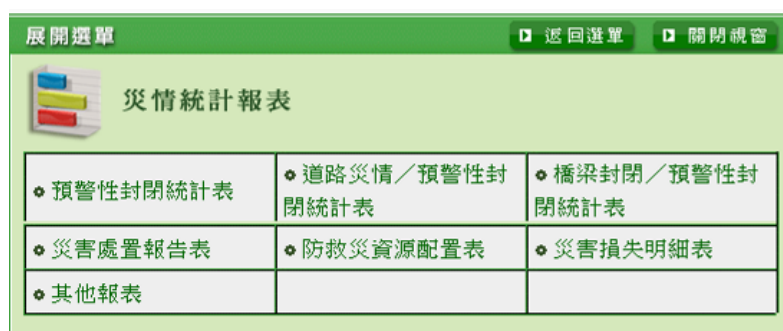 展開選單 返回選單 關閉視窗
災情統計報表
預警性封閉統計表
道路災情／預警性封
閉統計表
橋梁封閉／預警性封
閉統計表
災害處置報告表
防救災資源配置表
災害損失明細表
其他報表